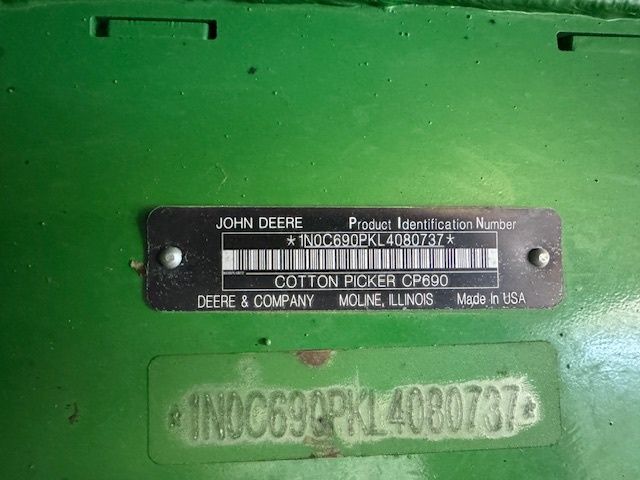 JOHN DEERE Product Identification Number
*1N0C690PKL4080737*
COTTON PICKER CP690
DEERE & COMPANY MOLINE, ILLINOIS Made In USA
*1N0C690PKL4080737*